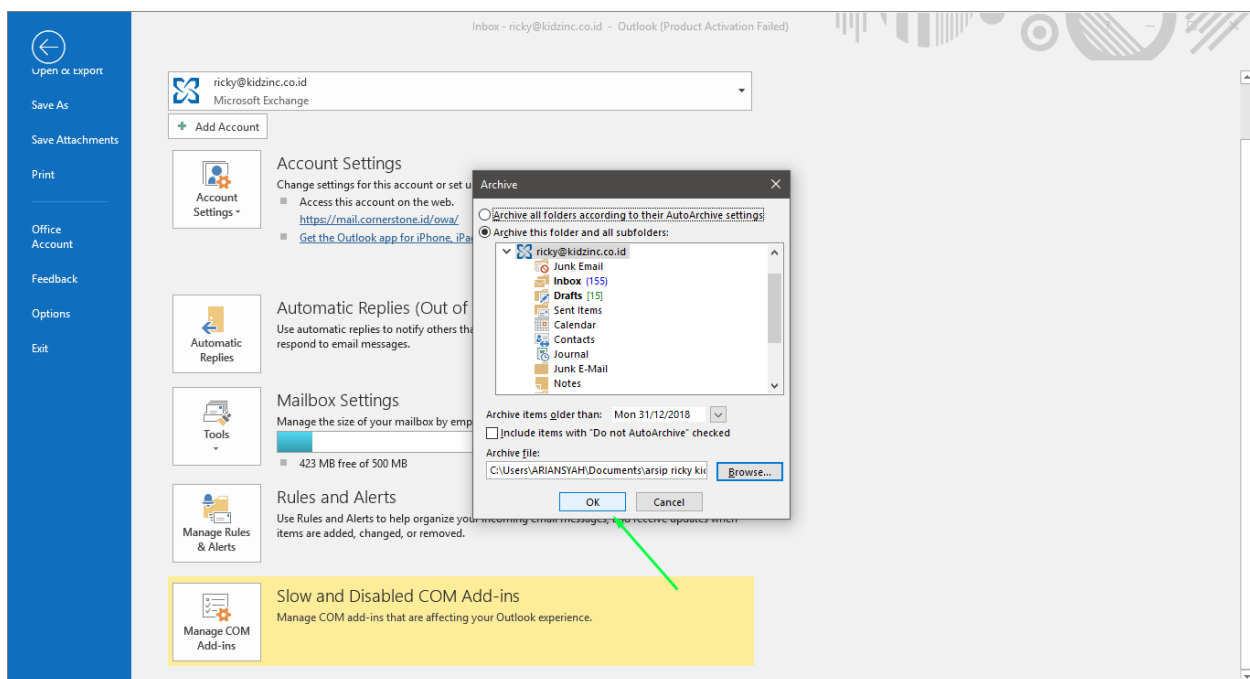 Inbox - ricky@kidzinc.co.id - Outlook (Product Activation Failed)
Open & Export
Save As
Save Attachments
Print
Office
Account
Feedback
Options
Exit
ricky@kidzinc.co.id
Microsoft Exchange
Add Account
Account
Settings
Account Settings
Change settings for this account or set u
Access this account on the web.
https://mail.cornerstone.id/owa/
Get the Outlook app for iPhone, iPa
Automatic
Replies
Automatic Replies (Out of
Use automatic replies to notify others tha
respond to email messages.
Tools
Mailbox Settings
Manage the size of your mailbox by emp
423 MB free of 500 MB
Manage Rules
& Alerts
Rules and Alerts
Use Rules and Alerts to help organize your incoming email messages, and receive updates when
items are added, changed, or removed.
Manage COM
Add-ins
Slow and Disabled COM Add-ins
Manage COM add-ins that are affecting your Outlook experience.
Archive
Archive all folders according to their AutoArchive settings
Archive this folder and all subfolders:
ricky@kidzinc.co.id
Junk Email
Inbox (155)
Drafts [15]
Sent Items
Calendar
Contacts
Journal
Junk E-Mail
Notes
Archive items older than: Mon 31/12/2018
Include items with "Do not AutoArchive" checked
Archive file:
C:\Users\ARIANSYAH\Documents\arsip ricky kid Browse...
OK Cancel